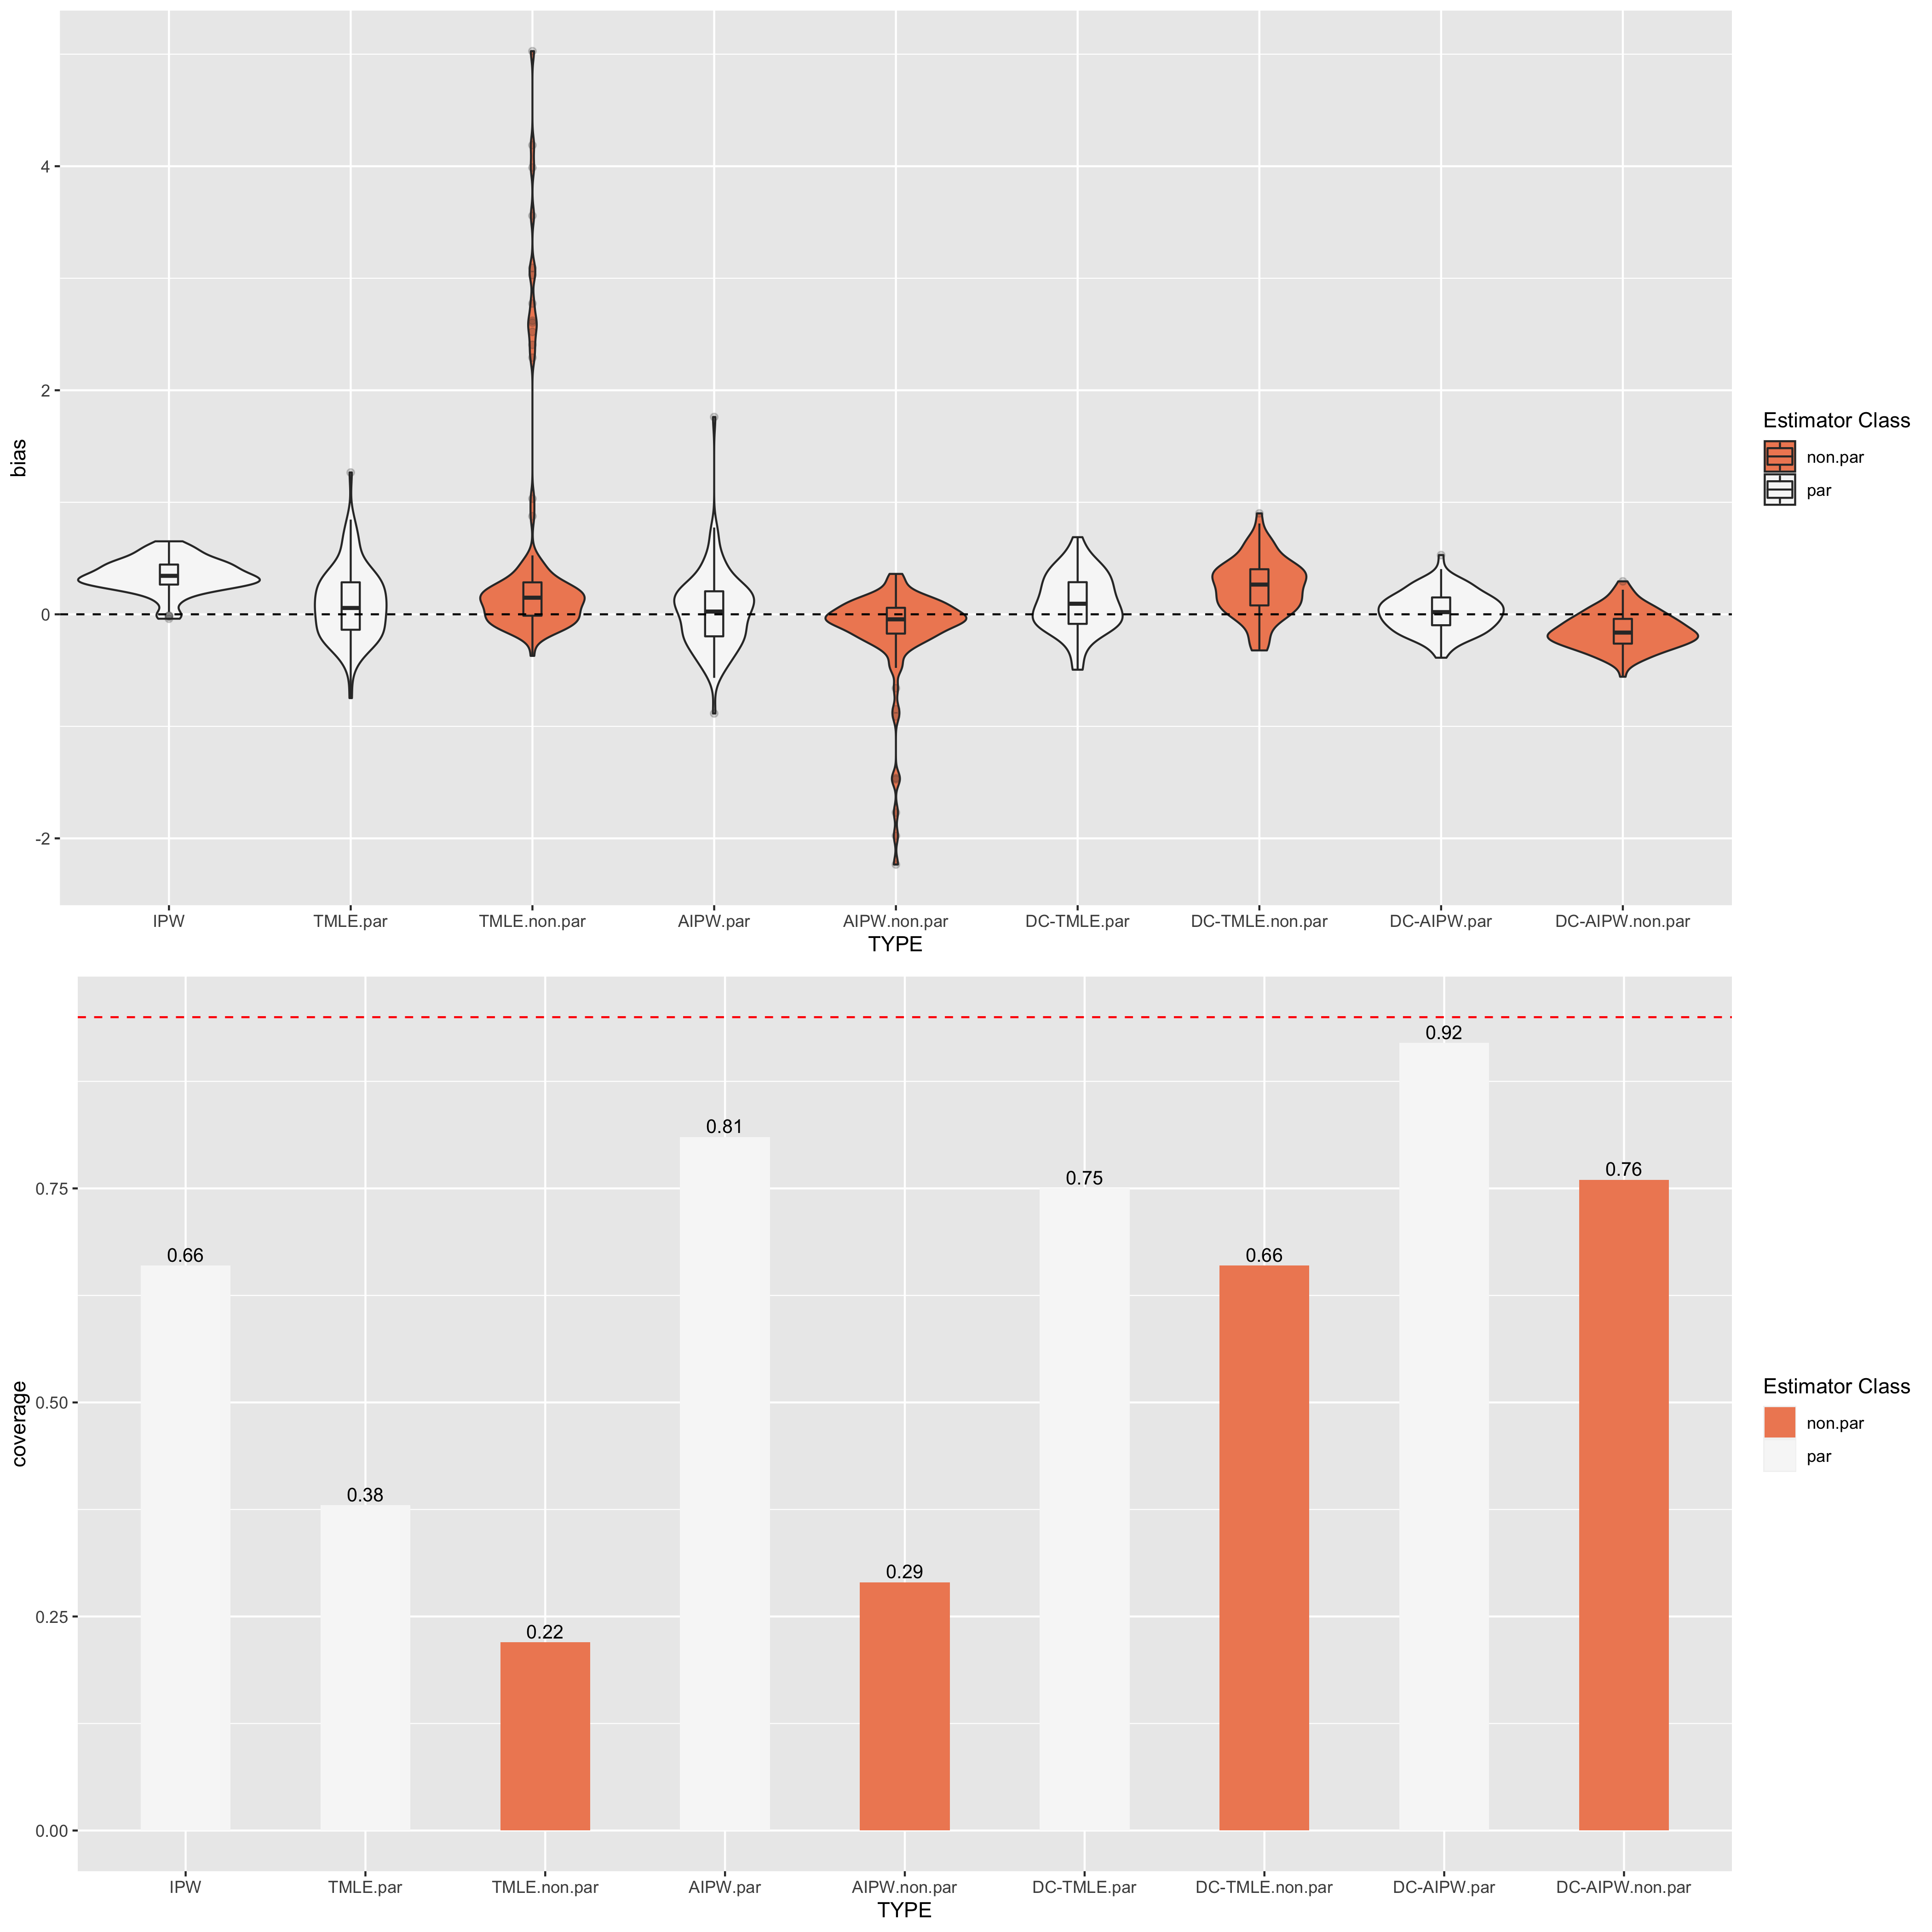 4
2
0
-2
bias
IPW TMLE.par TMLE.non.par AIPW.par AIPW.non.par DC-TMLE.par DC-TMLE.non.par DC-AIPW.par DC-AIPW.non.par
TYPE
Estimator Class
non.par
par
0.92
0.81
0.76
0.75
0.66 0.66
0.38
0.29
0.22
0.75
0.50
0.25
0.00
coverage
IPW TMLE.par TMLE.non.par AIPW.par AIPW.non.par DC-TMLE.par DC-TMLE.non.par DC-AIPW.par DC-AIPW.non.par
TYPE
Estimator Class
non.par
par